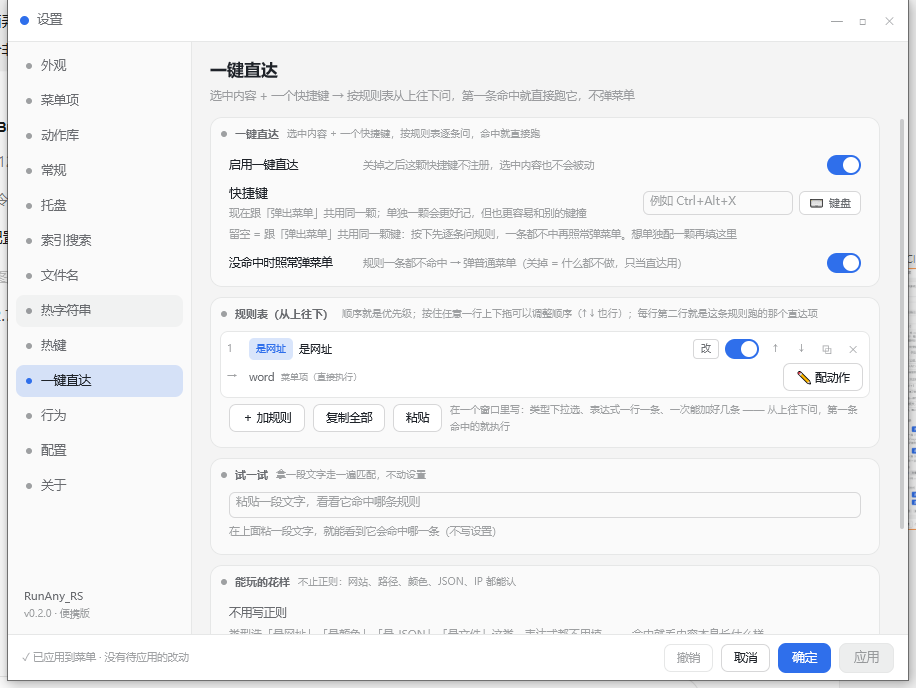 设置
外观
菜单项
动作库
常规
托盘
索引搜索
文件名
热字符串
热键
一键直达
行为
配置
关于
RunAny_RS
v0.2.0 · 便携版
一键直达
选中内容 + 一个快捷键 → 按规则表从上往下问，第一条命中就直接跑它，不弹菜单
一键直达 选中内容 + 一个快捷键，按规则表逐条问，命中就直接跑
启用一键直达 关掉之后这颗快捷键不注册，选中内容也不会被动
快捷键
现在跟「弹出菜单」共用同一颗；单独一颗会更好记，但也更容易和别的键撞
例如 Ctrl+Alt+X
键盘
留空 = 跟「弹出菜单」共用同一颗键：按下先逐条问规则，一条都不中再照常弹菜单。想单独配一颗再填这里
没命中时照常弹菜单 规则一条都不命中 → 弹普通菜单（关掉 = 什么都不做，只当直达用）
规则表（从上往下） 顺序就是优先级；按住任意一行上下拖可以调整顺序（↑↓也行）；每行第二行就是这条规则跑的那个直达项
1 是网址 是网址 改 ↑ ↓
→ word 菜单项（直接执行） 配动作
+ 加规则 复制全部 粘贴
在一个窗口里写：类型下拉选、表达式一行一条、一次能加好几条 —— 从上往下问，第一条
命中的就执行
试一试 拿一段文字走一遍匹配，不动设置
粘贴一段文字，看看它命中哪条规则
在上面粘一段文字，就能看到它会命中哪一条（不写设置）
能玩的花样 不止正则：网站、路径、颜色、JSON、IP 都能认
不用写正则
✓ 已应用到菜单 · 没有待应用的改动
撤销 取消 确定 应用